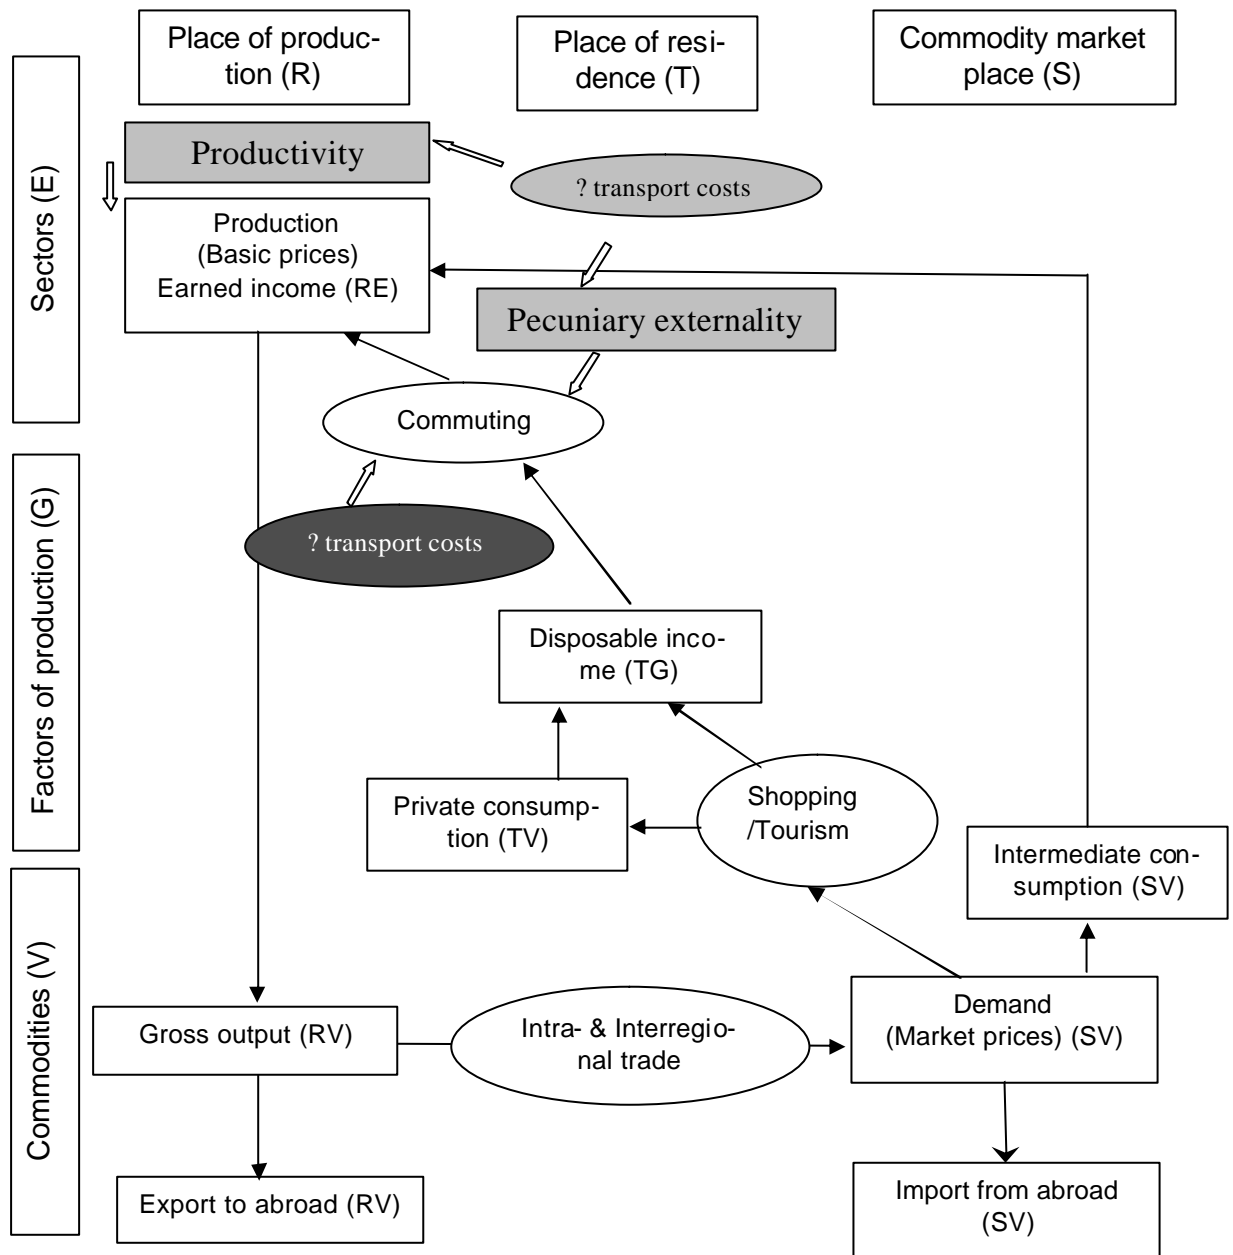 Place of produc-
tion (R)
Place of resi-
dence (T)
Commodity market
place (S)
Sectors (E)
Productivity
? transport costs
Production
(Basic prices)
Earned income (RE)
Pecuniary externality
Commuting
Factors of production (G)
? transport costs
Disposable inco-
me (TG)
Private consump-
tion (TV)
Shopping
/Tourism
Intermediate con-
sumption (SV)
Commodities (V)
Gross output (RV)
Intra- & Interregio-
nal trade
Demand
(Market prices) (SV)
Export to abroad (RV)
Import from abroad
(SV)